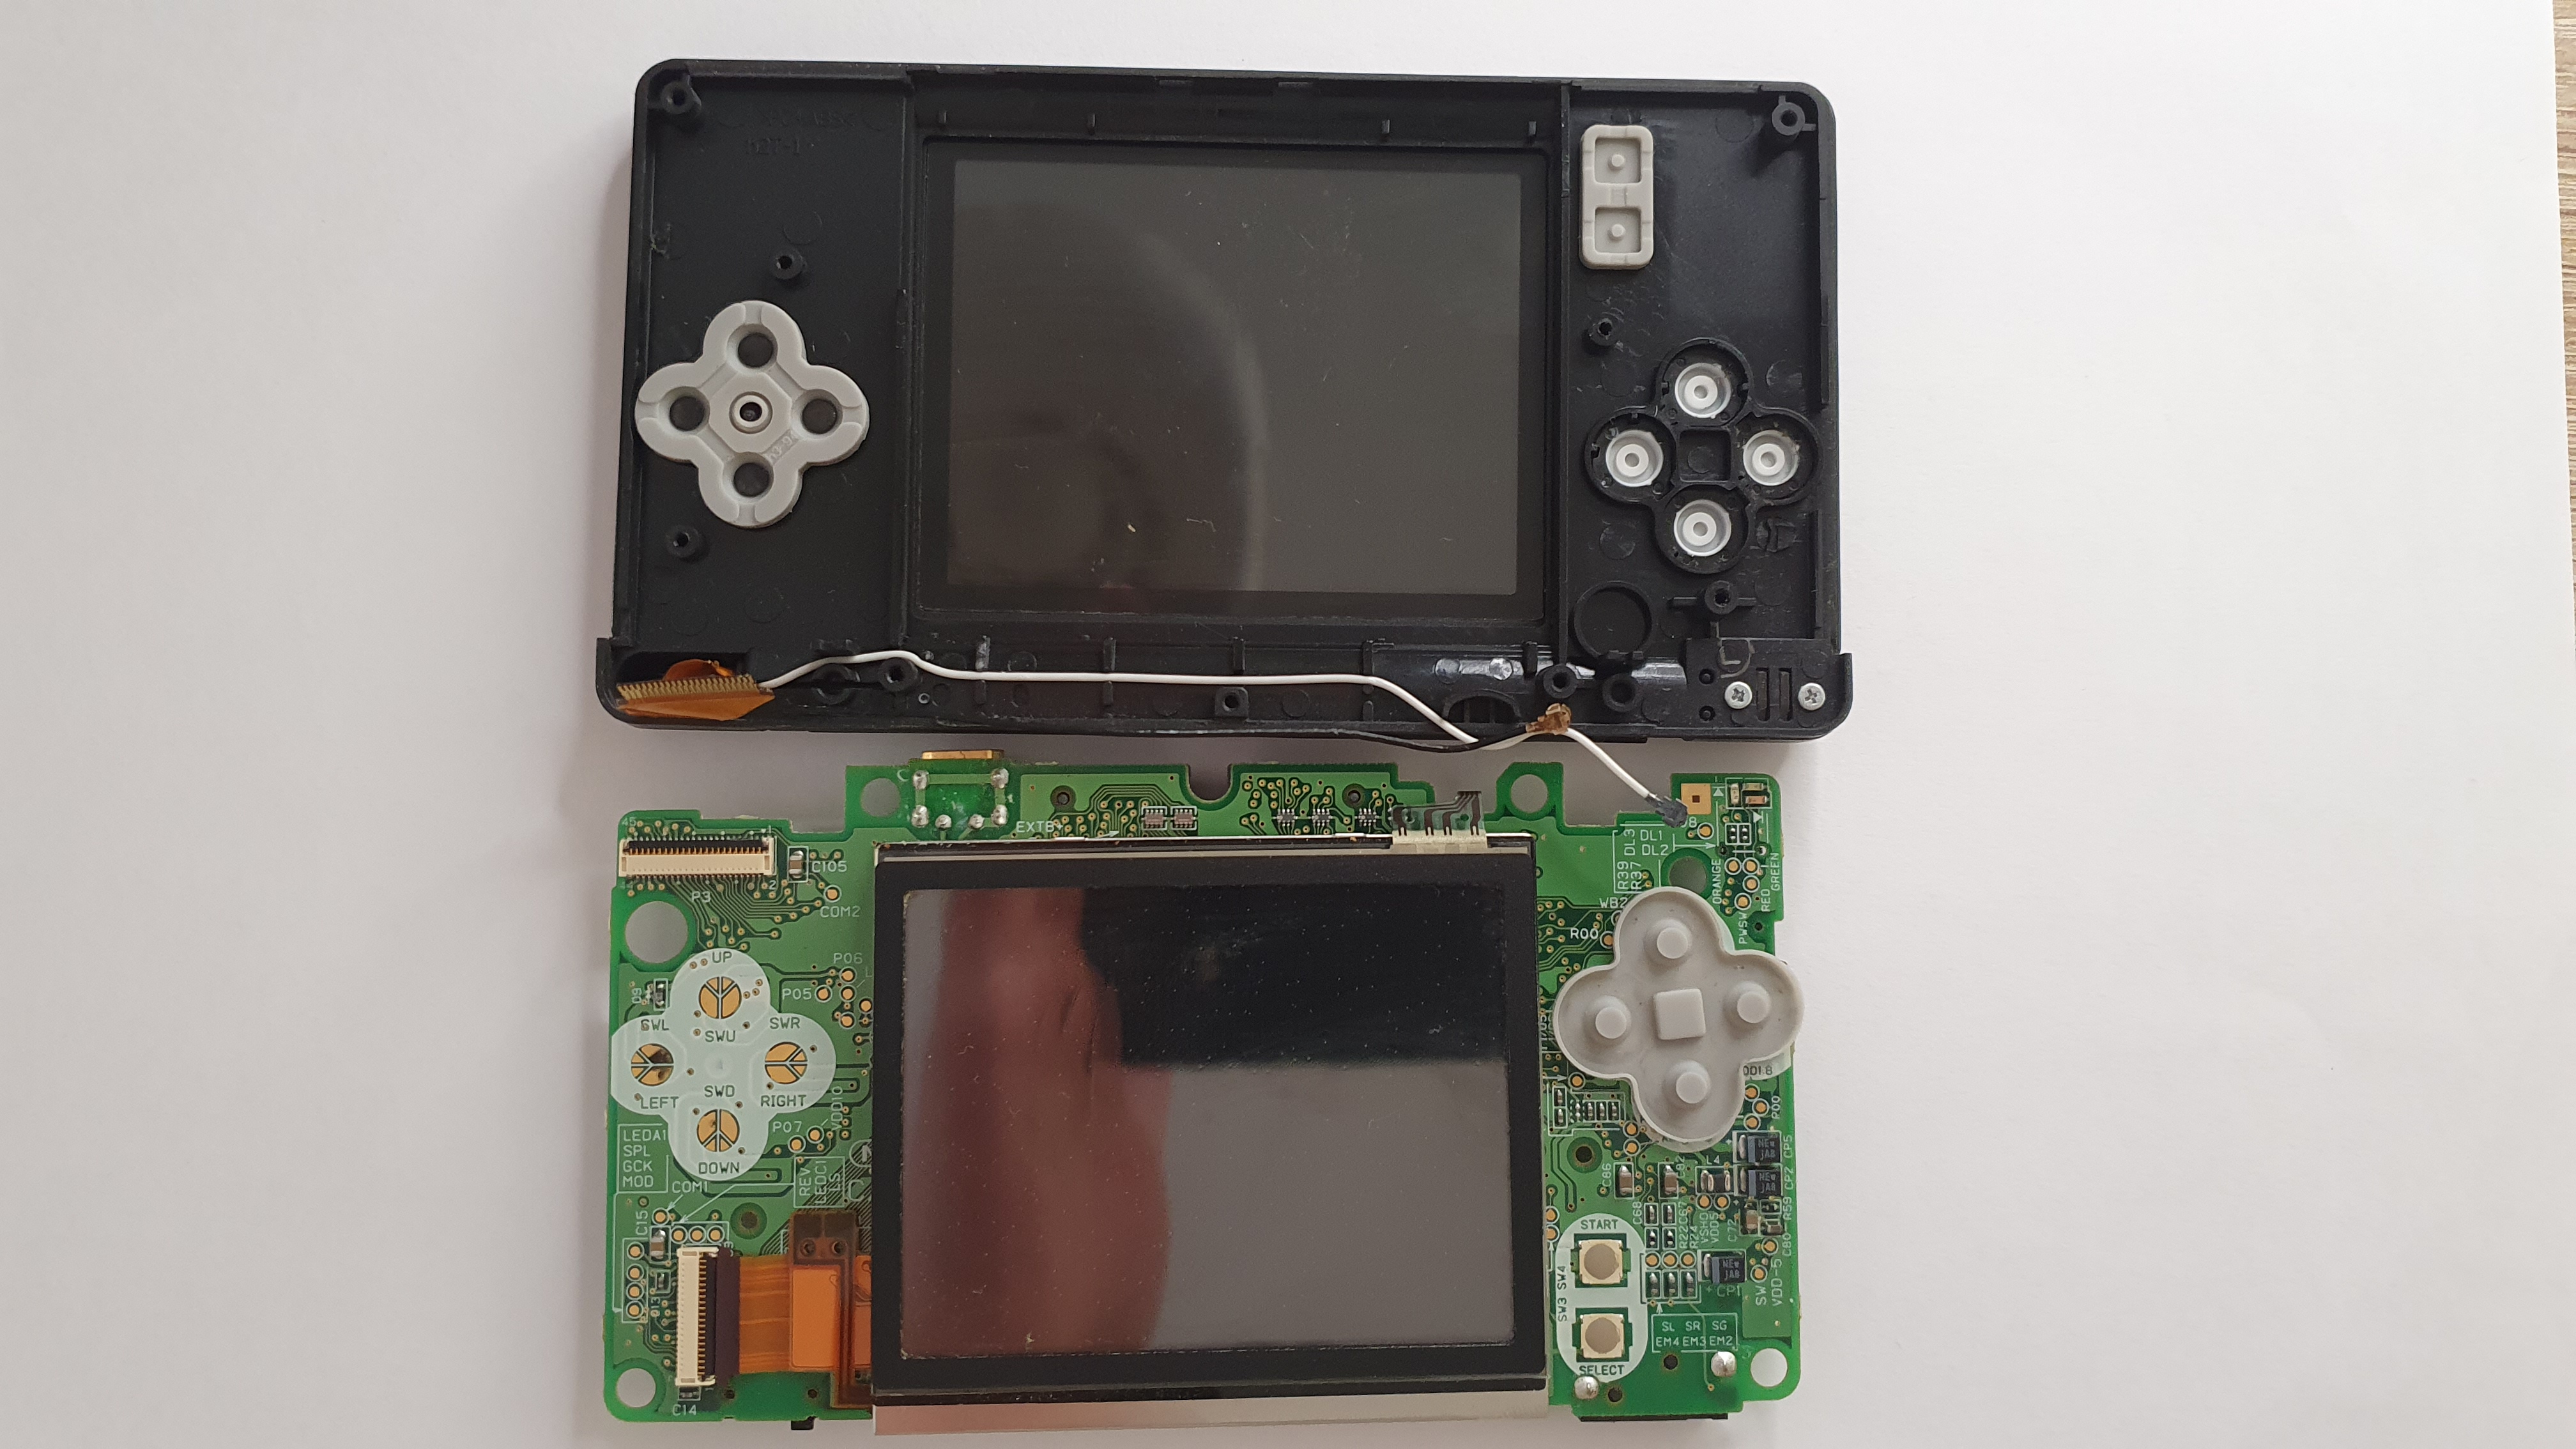 LEDA1
SPL
GCK
MOD
C15
C14
COM1
LEFT
SWL
DOWN
SWD
SWU
UP
RIGHT
SWR
P3
P07
VDD10
REV
LEDC1
LS
P05
P06
COM2
C105
EXTB
SW3 SW4
SELECT
START
C86
C68
SL SR SG
EM4 EM3 EM2
R22 C67
R24
C82
VSHD
VDD5
C72
SW
VDD-5
C80 R59 CP2 CP5
P00
R00
R39
R37
DL3
DL1
DL2
ORANGE
PWSW
RED
GREEN